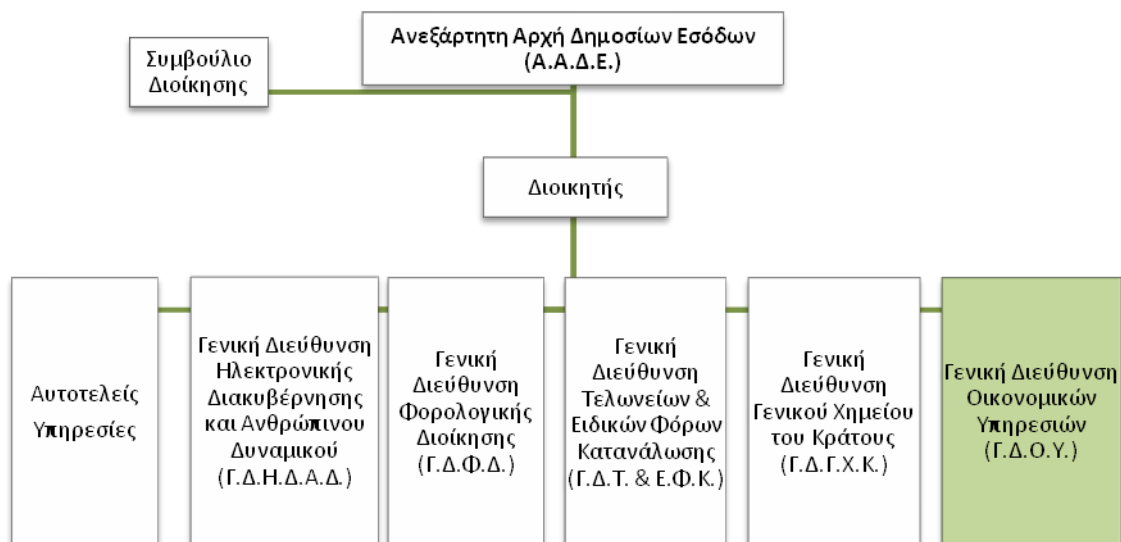 Ανεξάρτητη Αρχή Δημοσίων Εσόδων
(Α.Α.Δ.Ε.)
Συμβούλιο
Διοίκησης
Διοικητής
Αυτοτελείς
Υπηρεσίες
Γενική Διεύθυνση
Ηλεκτρονικής
Διακυβέρνησης
και Ανθρώπινου
Δυναμικού
(Γ.Δ.Η.Δ.Α.Δ.)
Γενική
Διεύθυνση
Φορολογικής
Διοίκησης
(Γ.Δ.Φ.Δ.)
Γενική
Διεύθυνση
Τελωνείων &
Ειδικών Φόρων
Κατανάλωσης
(Γ.Δ.Τ. & Ε.Φ.Κ.)
Γενική
Διεύθυνση
Γενικού Χημείου
του Κράτους
(Γ.Δ.Γ.Χ.Κ.)
Γενική Διεύθυνση
Οικονομικών
Υπηρεσιών
(Γ.Δ.Ο.Υ.)